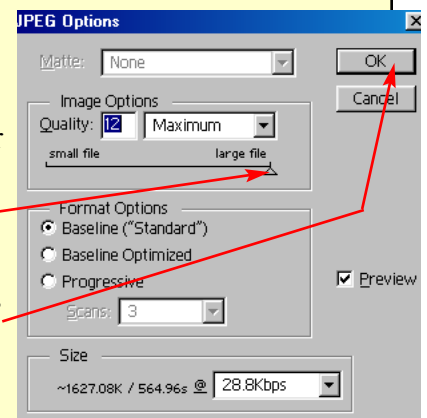 JPEG Options
Matte: None OK
Image Options Cancel
Quality: 12 Maximum
small file large file
Format Options
Baseline ("Standard")
Baseline Optimized
Progressive Preview
Scans: 3
Size
~1627.08K / 564.96s @ 28.8Kbps